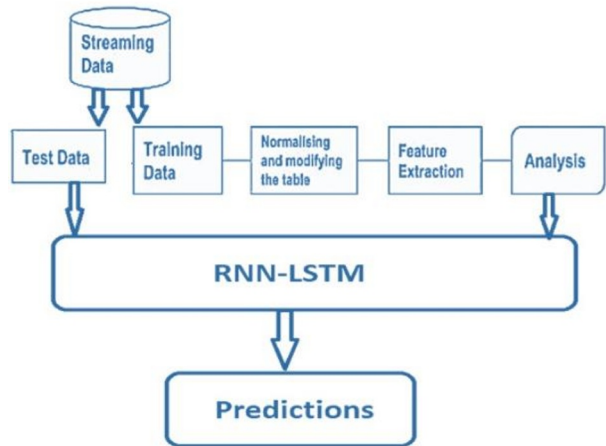 Streaming
Data
Test Data
Training
Data
Normalising
and modifying
the table
Feature
Extraction
Analysis
RNN-LSTM
Predictions